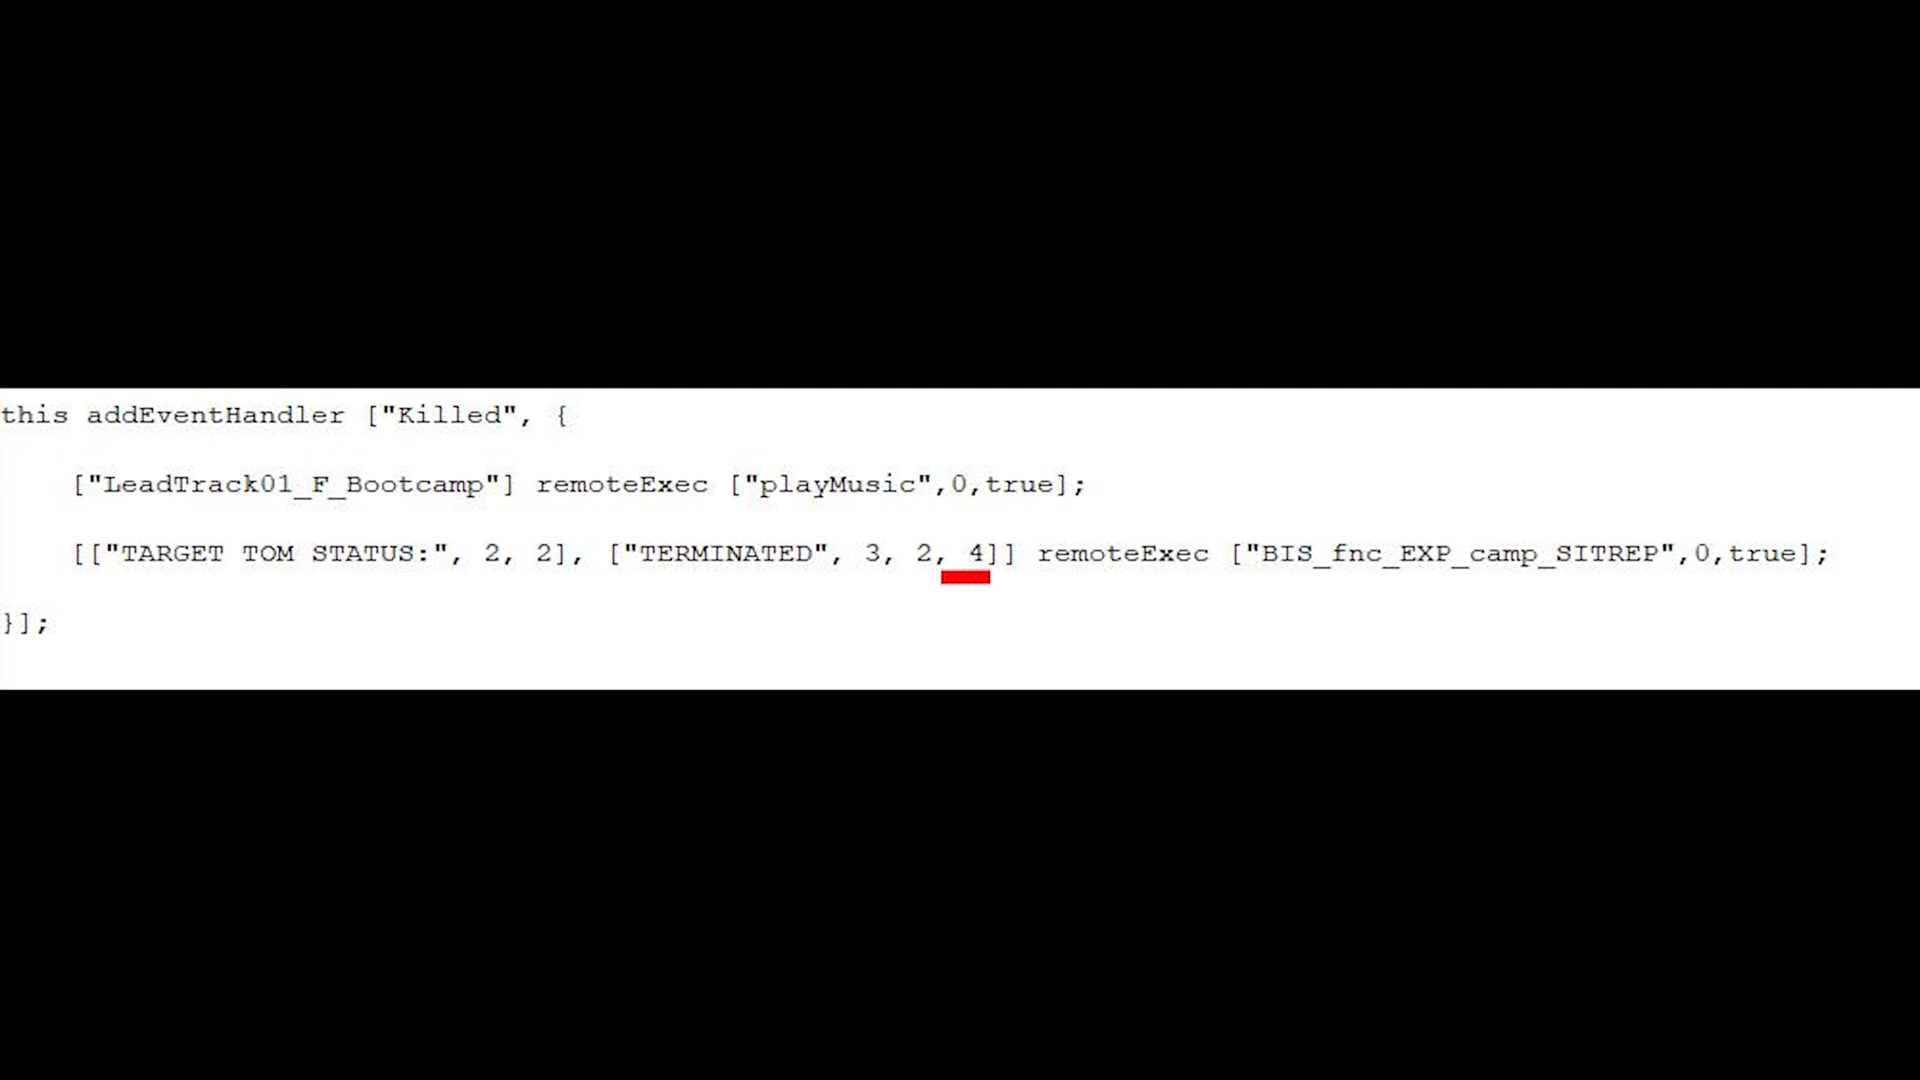 this addEventHandler ["Killed", {
["LeadTrack01_F_Bootcamp"] remoteExec ["playMusic",0,true];
[["TARGET TOM STATUS:", 2, 2], ["TERMINATED", 3, 2, 4]] remoteExec ["BIS_fnc_EXP_camp_SITREP",0,true];
}];